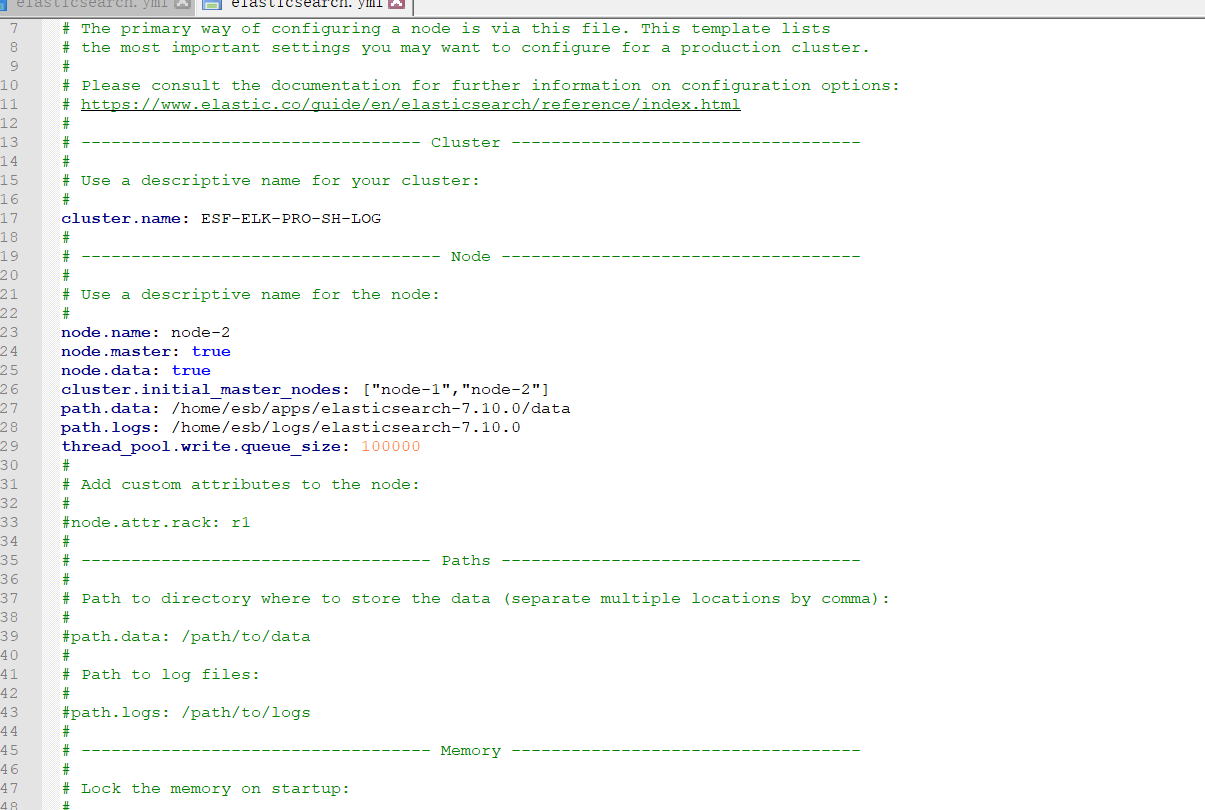 elasticsearch.yml elasticsearch.yml
7 # The primary way of configuring a node is via this file. This template lists
8 # the most important settings you may want to configure for a production cluster.
9 #
10 # Please consult the documentation for further information on configuration options:
11 # https://www.elastic.co/guide/en/elasticsearch/reference/index.html
12 #
13 # ---------------------------------- Cluster -----------------------------------
14 #
15 # Use a descriptive name for your cluster:
16 #
17 cluster.name: ESF-ELK-PRO-SH-LOG
18 #
19 # ------------------------------------ Node ------------------------------------
20 #
21 # Use a descriptive name for the node:
22 #
23 node.name: node-2
24 node.master: true
25 node.data: true
26 cluster.initial_master_nodes: ["node-1","node-2"]
27 path.data: /home/esb/apps/elasticsearch-7.10.0/data
28 path.logs: /home/esb/logs/elasticsearch-7.10.0
29 thread_pool.write.queue_size: 100000
30 #
31 # Add custom attributes to the node:
32 #
33 #node.attr.rack: r1
34 #
35 # ----------------------------------- Paths ------------------------------------
36 #
37 # Path to directory where to store the data (separate multiple locations by comma):
38 #
39 #path.data: /path/to/data
40 #
41 # Path to log files:
42 #
43 #path.logs: /path/to/logs
44 #
45 # ----------------------------------- Memory -----------------------------------
46 #
47 # Lock the memory on startup:
48 #